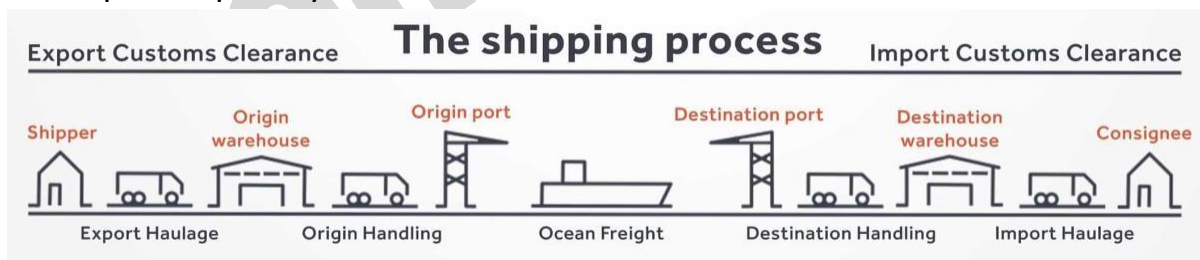 Export Customs Clearance
The shipping process
Import Customs Clearance
Shipper
Origin
warehouse
Origin port
Destination port
Destination
warehouse
Consignee
Export Haulage
Origin Handling
Ocean Freight
Destination Handling
Import Haulage